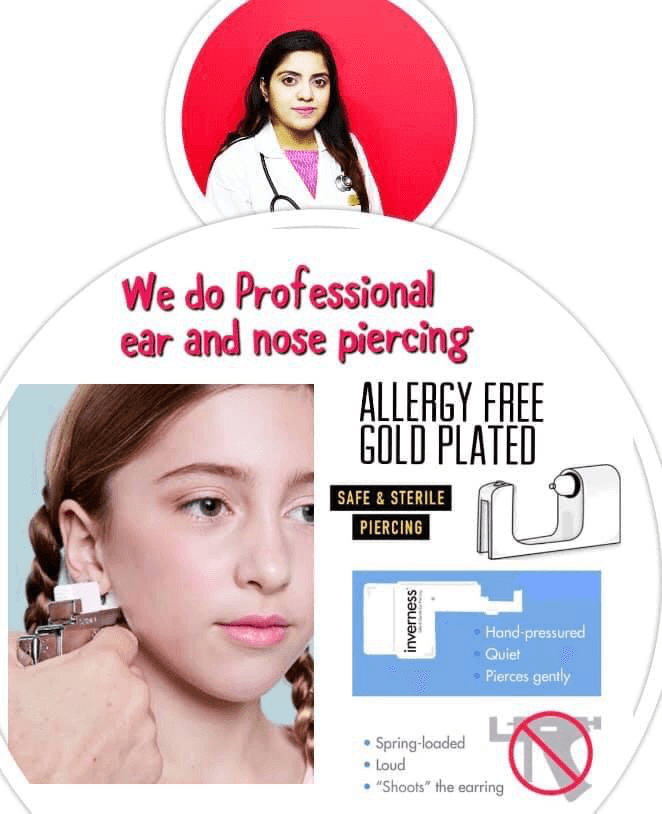 We do Professional
ear and nose piercing
ALLERGY FREE
GOLD PLATED
SAFE & STERILE
PIERCING
inverness®
• Hand-pressured
• Quiet
• Pierces gently
• Spring-loaded
• Loud
• “Shoots” the earring